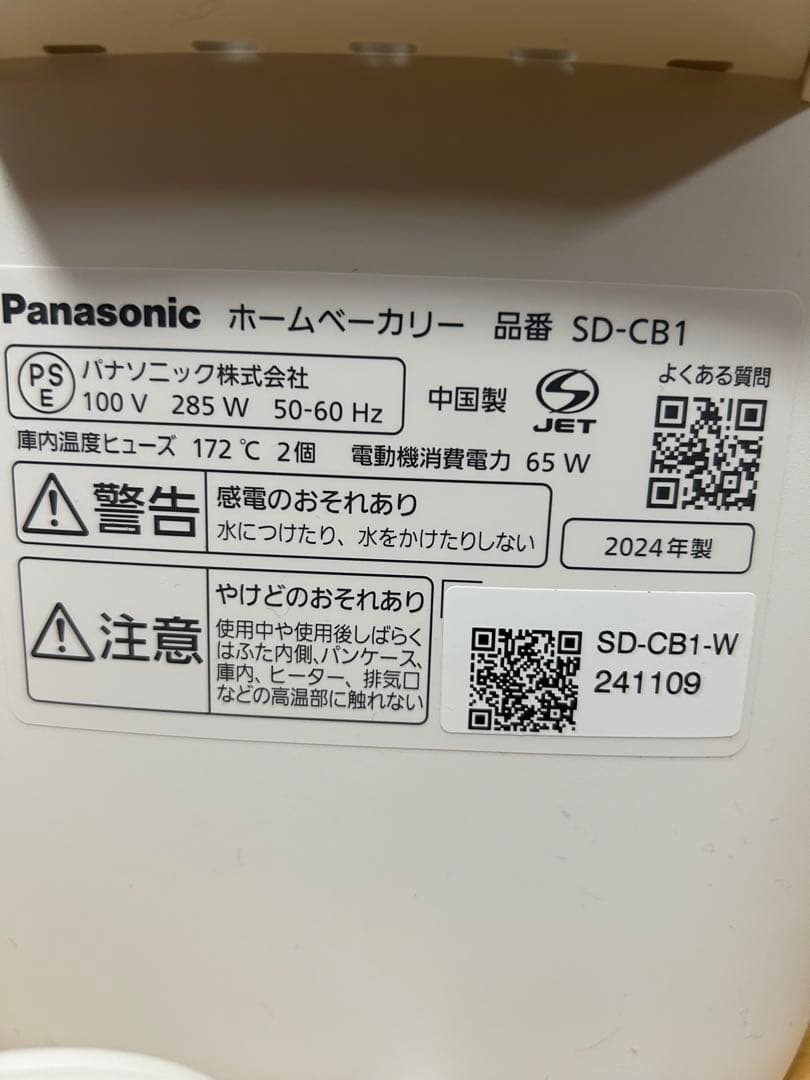 Panasonic ホームベーカリー 品番 SD-CB1
PS
E
パナソニック株式会社
100 V 285 W 50-60 Hz
中国製
JET
よくある質問
庫内温度ヒューズ 172℃ 2個 電動機消費電力 65 W
警告
感電のおそれあり
水につけたり、水をかけたりしない
2024年製
注意
やけどのおそれあり
使用中や使用後しばらく
はふた内側、パンケース、
庫内、ヒーター、排気口
などの高温部に触れない
SD-CB1-W
241109